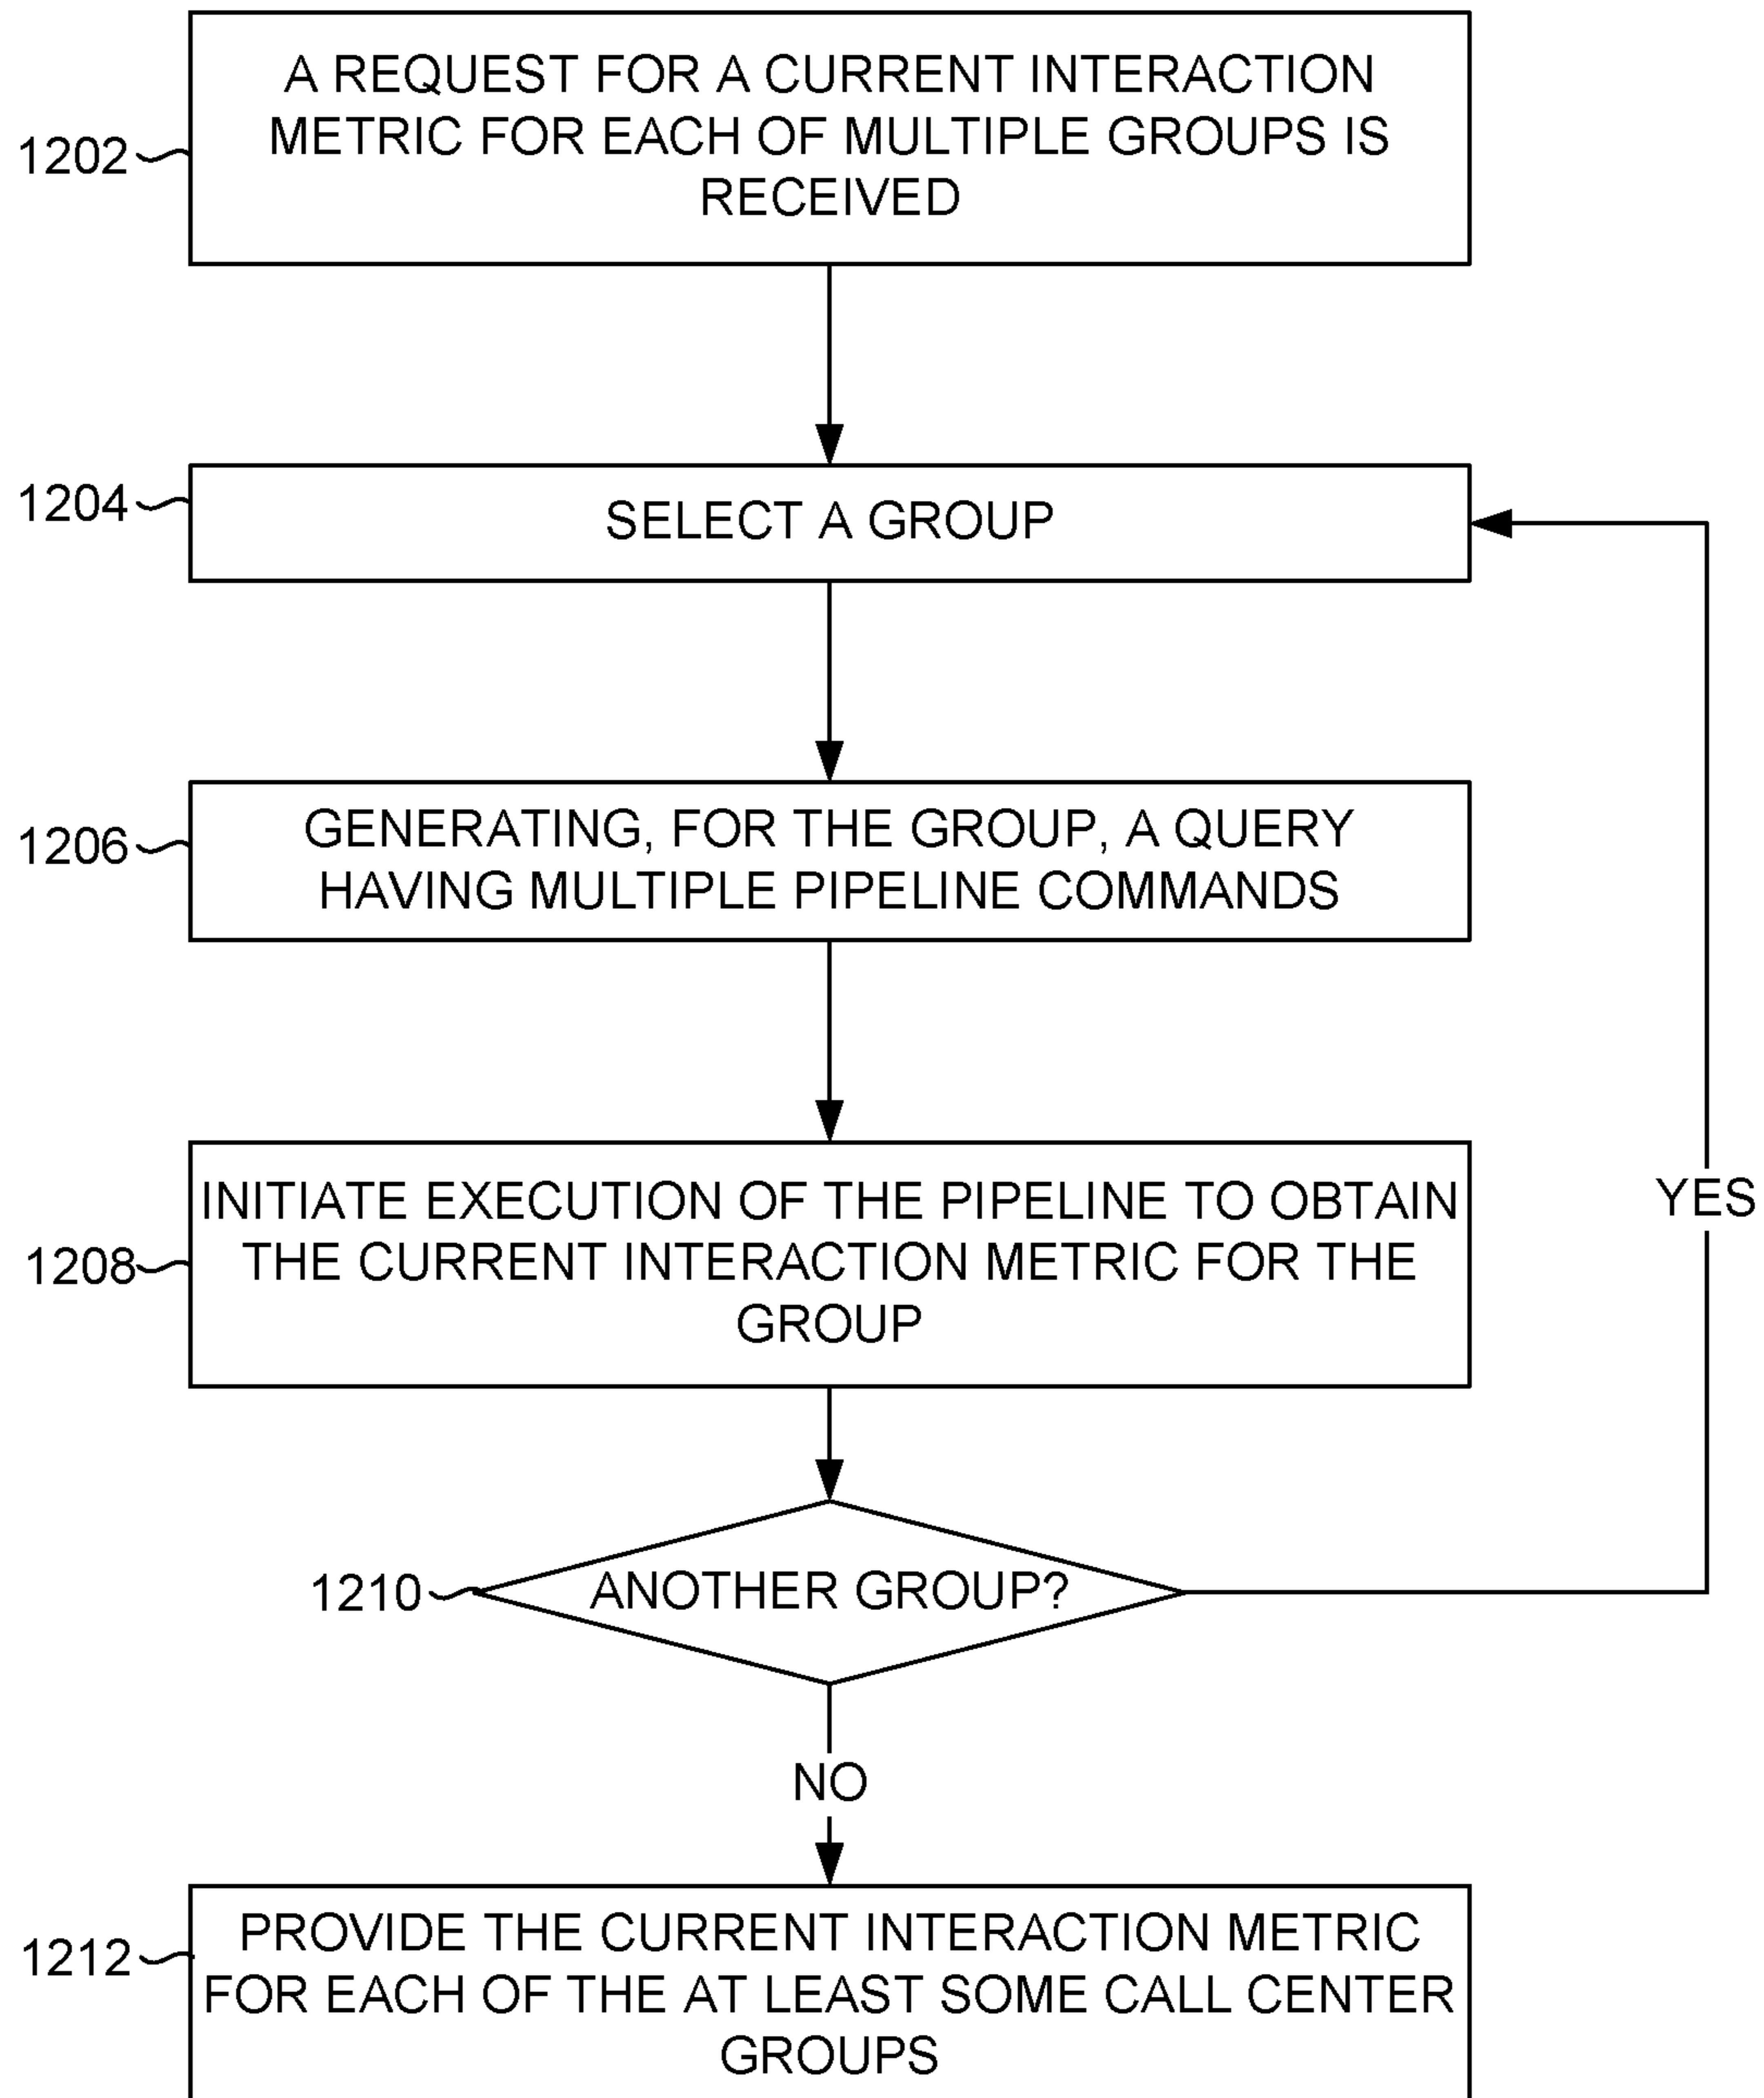 A REQUEST FOR A CURRENT INTERACTION
METRIC FOR EACH OF MULTIPLE GROUPS IS
RECEIVED
1202
1204
SELECT A GROUP
1206
GENERATING, FOR THE GROUP, A QUERY
HAVING MULTIPLE PIPELINE COMMANDS
INITIATE EXECUTION OF THE PIPELINE TO OBTAIN
THE CURRENT INTERACTION METRIC FOR THE
GROUP
1208
YES
1210
ANOTHER GROUP?
NO
PROVIDE THE CURRENT INTERACTION METRIC
FOR EACH OF THE AT LEAST SOME CALL CENTER
GROUPS
1212